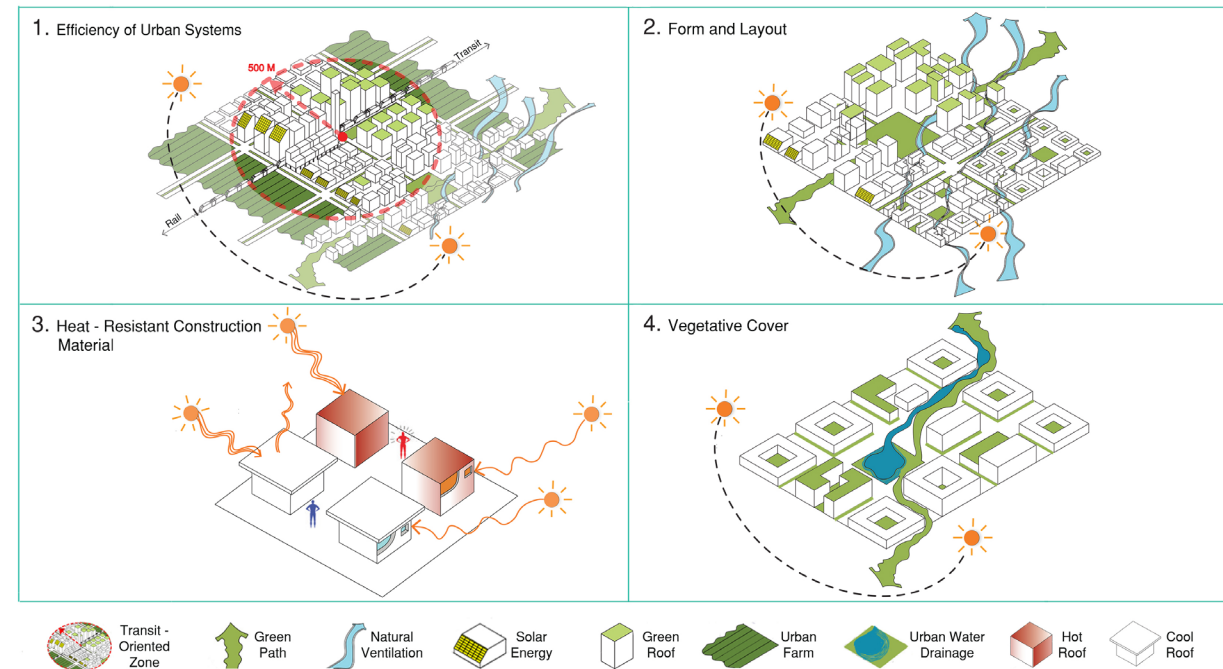 1. Efficiency of Urban Systems
500 M
Transit
Rail
2. Form and Layout
3. Heat - Resistant Construction
Material
4. Vegetative Cover
Transit -
Oriented
Zone
Green
Path
Natural
Ventilation
Solar
Energy
Green
Roof
Urban
Farm
Urban Water
Drainage
Hot
Roof
Cool
Roof